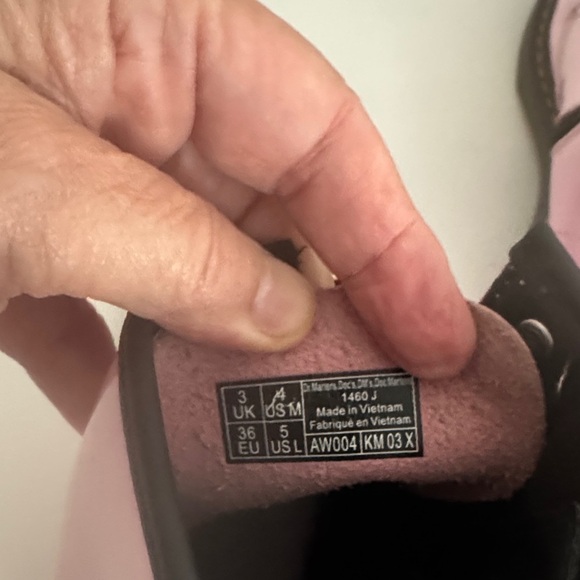 3 UK
4 US M
36 EU
5 US L
Dr.Martens,Doc's,DM's,Doc Martens
1460 J
Made in Vietnam
Fabriqué en Vietnam
AW004 KM 03 X